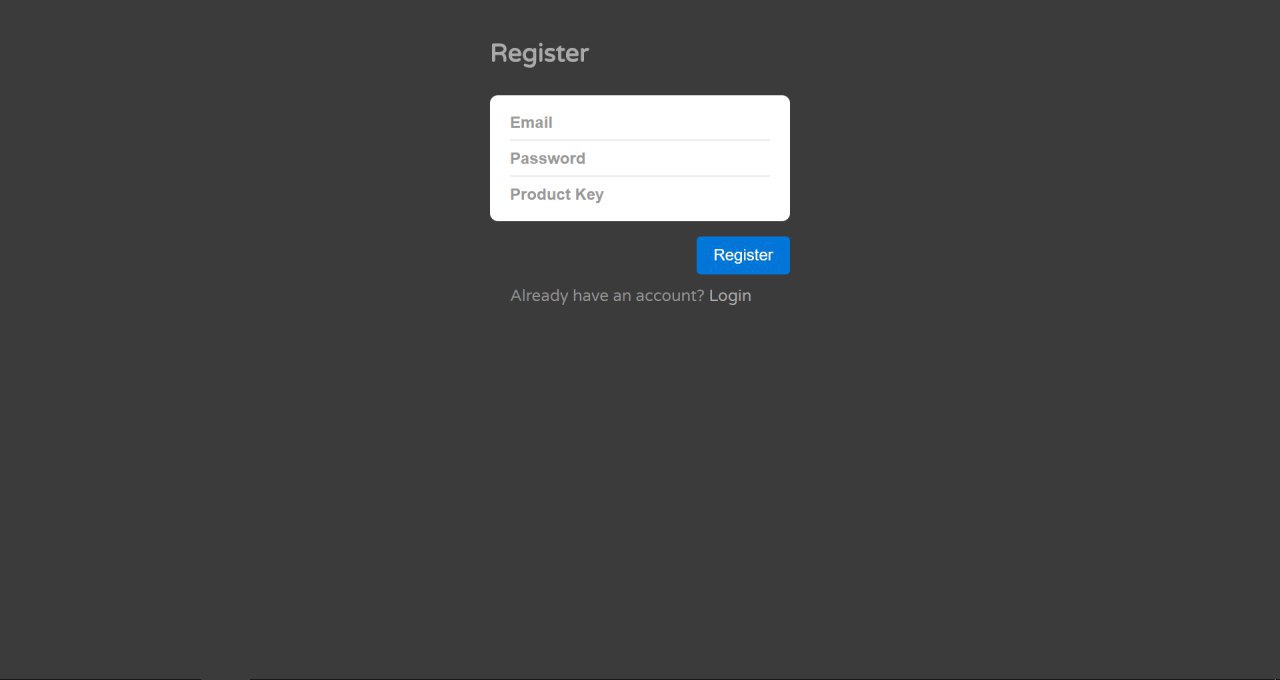 Register
Email
Password
Product Key
Register
Already have an account? Login